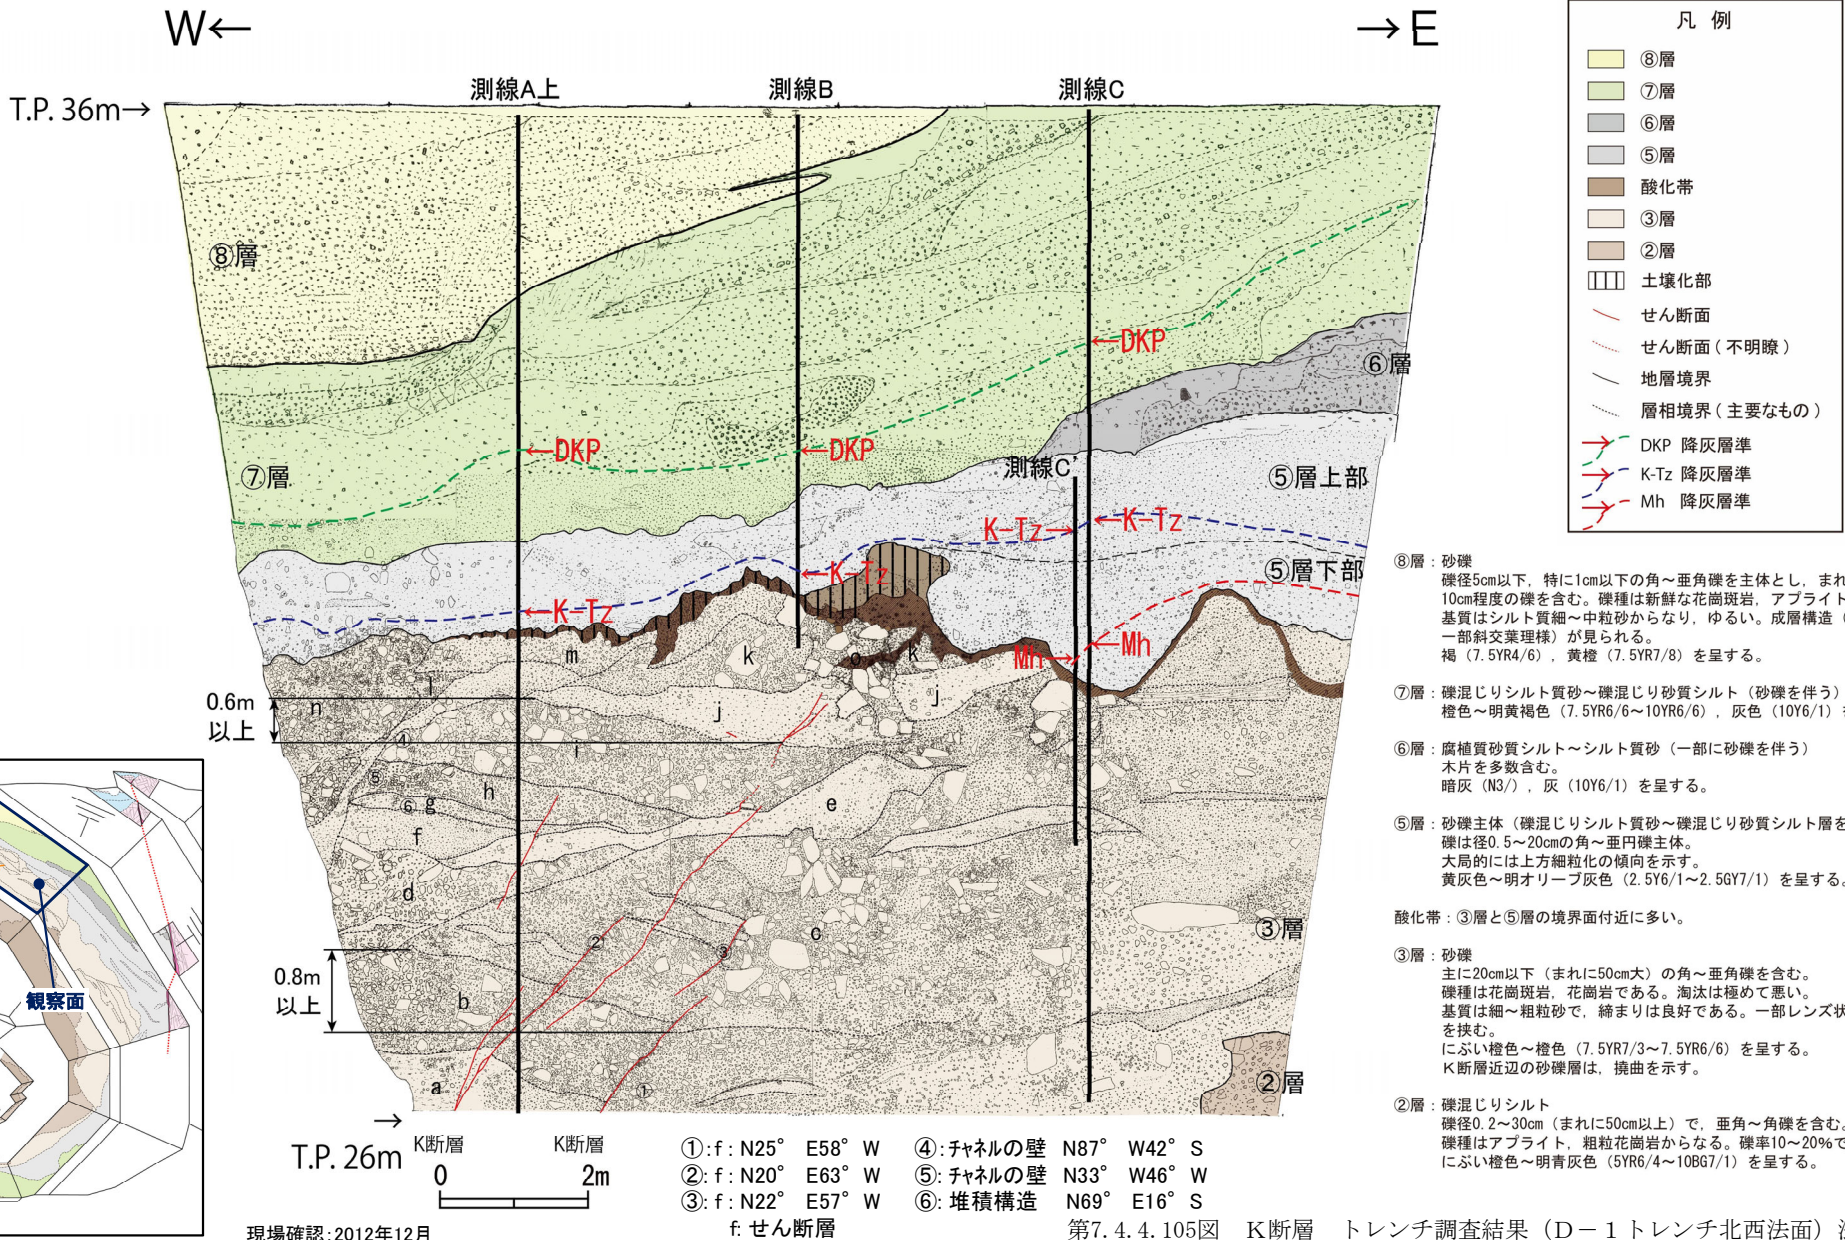 W←
→E
測線A上
測線B
測線C
T.P. 36m→
⑧層
DKP
⑥層
←DKP
←DKP
測線C'
⑦層
⑤層上部
K-Tz→
←K-Tz
←K-Tz
⑤層下部
←K-Tz
Mh→
←Mh
m
k
o
k
l
j
j
0.6m
以上
n
④
i
⑤
h
⑥
g
e
f
d
②
③
c
③層
0.8m
以上
b
a
①
②層
→
T.P. 26m
K断層
K断層
0
2m
観察面
凡 例
⑧層
⑦層
⑥層
⑤層
酸化帯
③層
②層
土壌化部
せん断面
せん断面(不明瞭)
地層境界
層相境界(主要なもの)
DKP 降灰層準
K-Tz 降灰層準
Mh 降灰層準
⑧層:砂礫
礫径5cm以下,特に1cm以下の角~亜角礫を主体とし,まれ
10cm程度の礫を含む。礫種は新鮮な花崗斑岩,アプライト
基質はシルト質細~中粒砂からなり,ゆるい。成層構造(
一部斜交葉理様)が見られる。
褐(7.5YR4/6),黄橙(7.5YR7/8)を呈する。
⑦層:礫混じりシルト質砂~礫混じり砂質シルト(砂礫を伴う)
橙色~明黄褐色(7.5YR6/6~10YR6/6),灰色(10Y6/1)
⑥層:腐植質砂質シルト~シルト質砂(一部に砂礫を伴う)
木片を多数含む。
暗灰(N3/),灰(10Y6/1)を呈する。
⑤層:砂礫主体(礫混じりシルト質砂~礫混じり砂質シルト層を
礫は径0.5~20cmの角~亜円礫主体。
大局的には上方細粒化の傾向を示す。
黄灰色~明オリーブ灰色(2.5Y6/1~2.5GY7/1)を呈する。
酸化帯:③層と⑤層の境界面付近に多い。
③層:砂礫
主に20cm以下(まれに50cm大)の角~亜角礫を含む。
礫種は花崗斑岩,花崗岩である。淘汰は極めて悪い。
基質は細~粗粒砂で,締まりは良好である。一部レンズ状
を挟む。
にぶい橙色~橙色(7.5YR7/3~7.5YR6/6)を呈する。
K断層近辺の砂礫層は,撓曲を示す。
②層:礫混じりシルト
礫径0.2~30cm(まれに50cm以上)で,亜角~角礫を含む。
礫種はアプライト,粗粒花崗岩からなる。礫率10~20%で
にぶい橙色~明青灰色(5YR6/4~10BG7/1)を呈する。
①:f:N25° E58° W
②:f:N20° E63° W
③:f:N22° E57° W
④:チャネルの壁 N87° W42° S
⑤:チャネルの壁 N33° W46° W
⑥:堆積構造 N69° E16° S
f:せん断層
現場確認:2012年12月
第7.4.4.105図 K断層 トレンチ調査結果(D-1トレンチ北西法面)